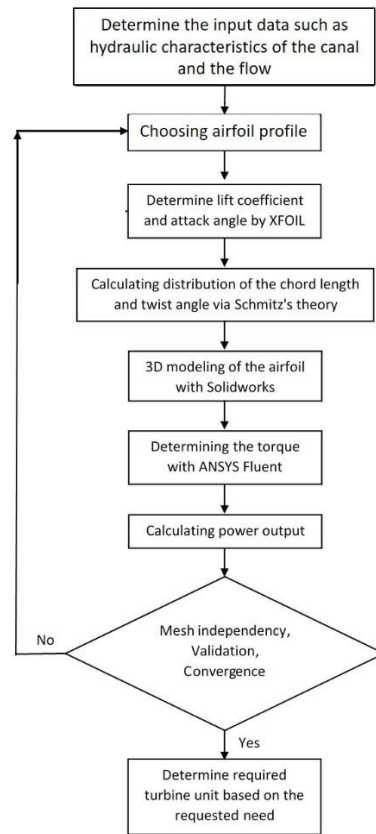 Determine the input data such as
hydraulic characteristics of the canal
and the flow
Choosing airfoil profile
Determine lift coefficient
and attack angle by XFOIL
Calculating distribution of the chord length
and twist angle via Schmitz's theory
3D modeling of the airfoil
with Solidworks
Determining the torque
with ANSYS Fluent
Calculating power output
No
Mesh independency,
Validation,
Convergence
Yes
Determine required
turbine unit based on the
requested need